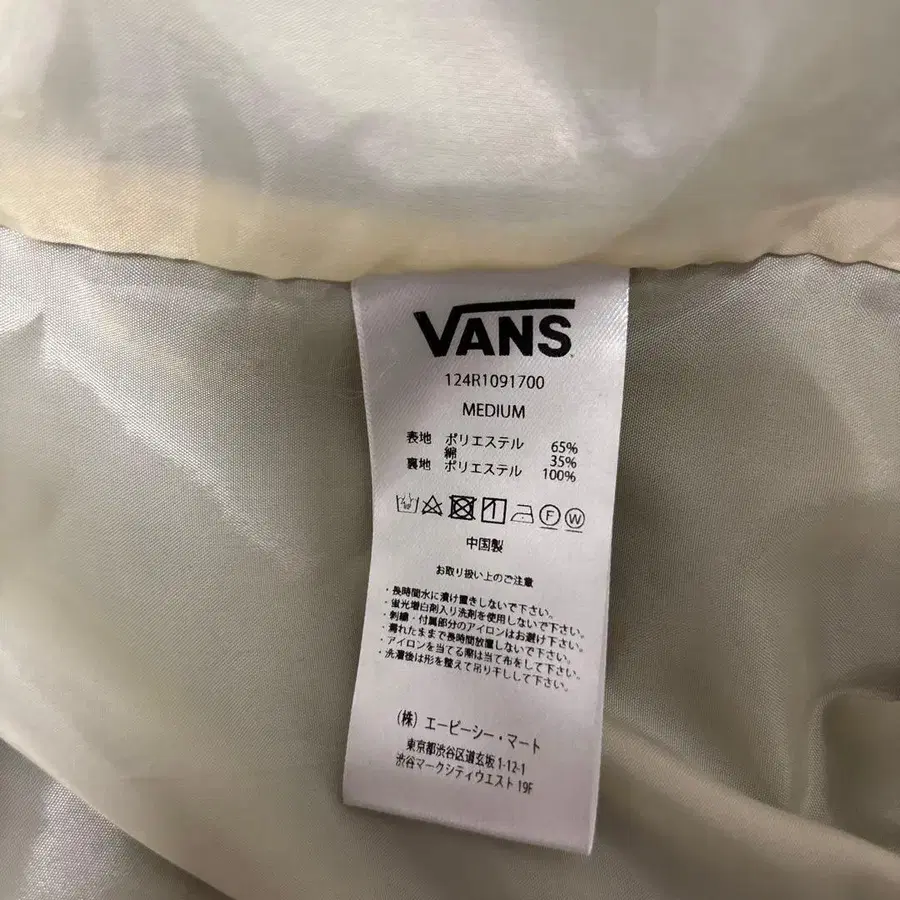 VANS
124R1091700
MEDIUM
表地 ポリエステル 65%
綿 35%
裏地 ポリエステル 100%
F W
中国製
お取り扱い上のご注意
・長時間水に漬け置きしないで下さい。
・蛍光増白剤入り洗剤を使用しないで下さい。
・刺繍・付属部分のアイロンはお避け下さい。
・濡れたままで長時間放置しないで下さい。
・アイロンを当てる際は当て布をして下さい。
・洗濯後は形を整えて吊り干しして下さい。
(株) エービーシー・マート
東京都渋谷区道玄坂 1-12-1
渋谷マークシティウエスト 19F